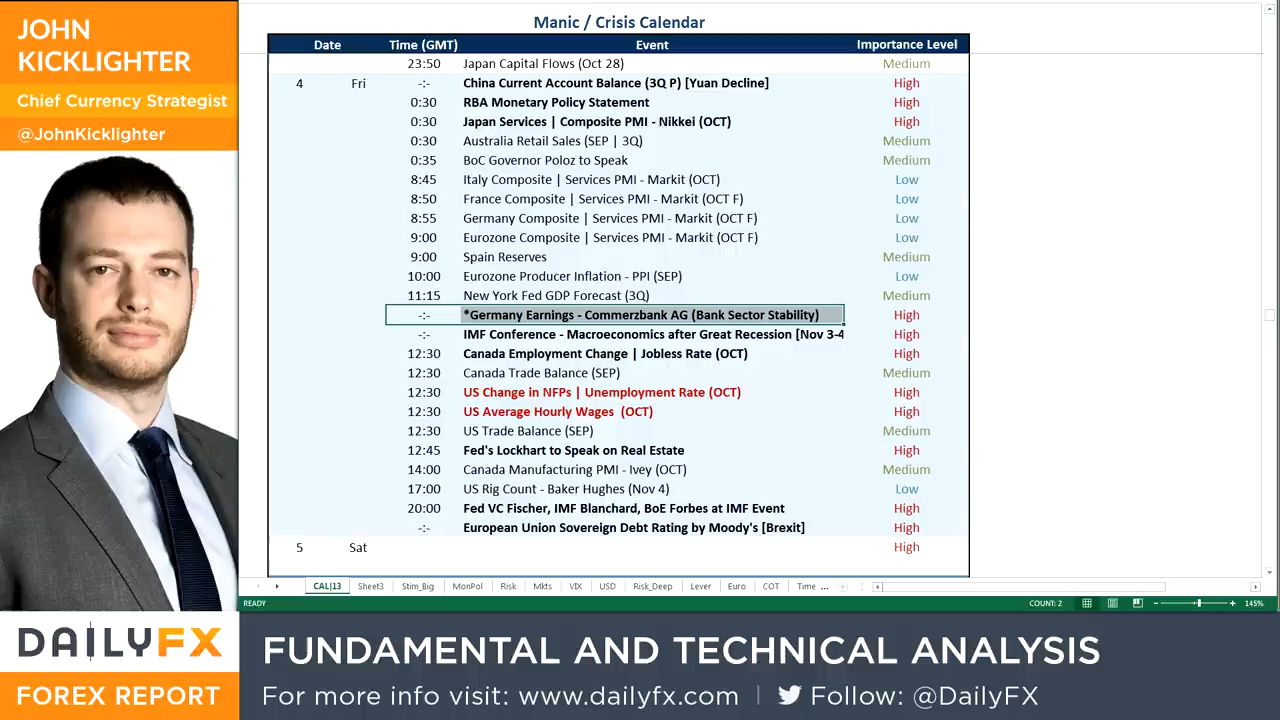 JOHN
KICKLIGHTER
Chief Currency Strategist
@JohnKicklighter
Manic / Crisis Calendar
Date Time (GMT) Event Importance Level
23:50 Japan Capital Flows (Oct 28) Medium
4 Fri -:- China Current Account Balance (3Q P) [Yuan Decline] High
0:30 RBA Monetary Policy Statement High
0:30 Japan Services | Composite PMI - Nikkei (OCT) High
0:30 Australia Retail Sales (SEP | 3Q) Medium
0:35 BoC Governor Poloz to Speak Medium
8:45 Italy Composite | Services PMI - Markit (OCT) Low
8:50 France Composite | Services PMI - Markit (OCT F) Low
8:55 Germany Composite | Services PMI - Markit (OCT F) Low
9:00 Eurozone Composite | Services PMI - Markit (OCT F) Low
9:00 Spain Reserves Medium
10:00 Eurozone Producer Inflation - PPI (SEP) Low
11:15 New York Fed GDP Forecast (3Q) Medium
-:- *Germany Earnings - Commerzbank AG (Bank Sector Stability) High
-:- IMF Conference - Macroeconomics after Great Recession [Nov 3-4 High
12:30 Canada Employment Change | Jobless Rate (OCT) High
12:30 Canada Trade Balance (SEP) Medium
12:30 US Change in NFPs | Unemployment Rate (OCT) High
12:30 US Average Hourly Wages (OCT) High
12:30 US Trade Balance (SEP) Medium
12:45 Fed's Lockhart to Speak on Real Estate High
14:00 Canada Manufacturing PMI - Ivey (OCT) Medium
17:00 US Rig Count - Baker Hughes (Nov 4) Low
20:00 Fed VC Fischer, IMF Blanchard, BoE Forbes at IMF Event High
-:- European Union Sovereign Debt Rating by Moody's [Brexit] High
5 Sat High
CAL|13 Sheet3 Stim_Big MonPol Risk Mkts VIX USD Risk_Deep Lever Euro COT Time ...
READY COUNT: 2 145%
DAILYFX
FOREX REPORT
FUNDAMENTAL AND TECHNICAL ANALYSIS
For more info visit: www.dailyfx.com | Follow: @DailyFX